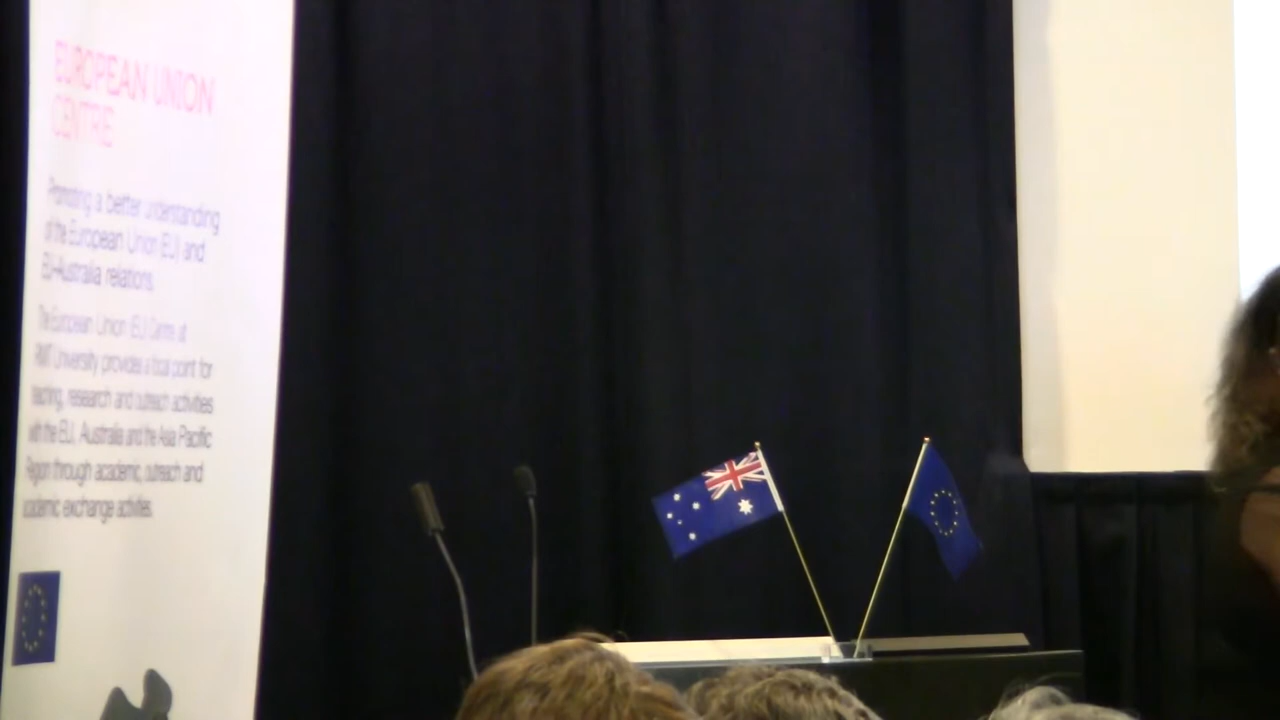 EUROPEAN UNION
CENTRE
Promoting a better understanding
of the European Union (EU) and
EU-Australia relations.
The European Union (EU) Centre at
RMIT University provides a focal point for
teaching, research and outreach activities
with the EU, Australia and the Asia Pacific
Region through academic, outreach and
academic exchange activities.